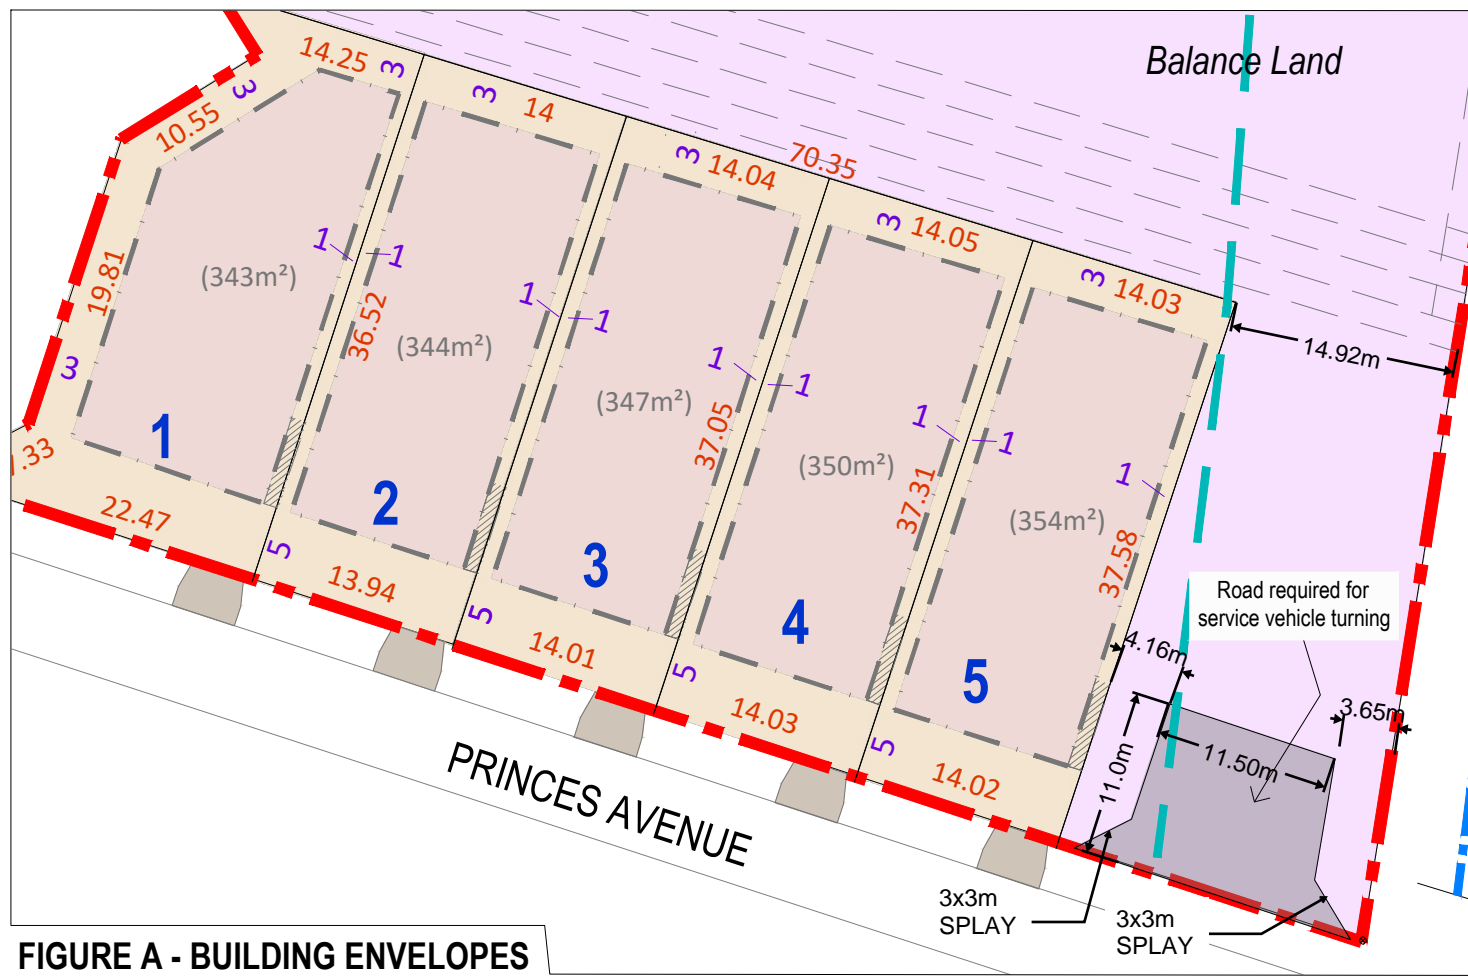 Balance Land
14.25
3
3
14
3
14.04
70.35
3
14.05
3
14.03
14.92m
3
10.55
19.81
3
1
1
(343m²)
36.52
1
1
(344m²)
1
1
(347m²)
37.05
1
1
(350m²)
37.31
1
(354m²)
37.58
1
2
3
4
5
.33
22.47
5
13.94
5
14.01
5
14.03
5
14.02
Road required for
service vehicle turning
4.16m
3.65m
11.0m
11.50m
PRINCES AVENUE
3x3m
SPLAY
3x3m
SPLAY
FIGURE A - BUILDING ENVELOPES